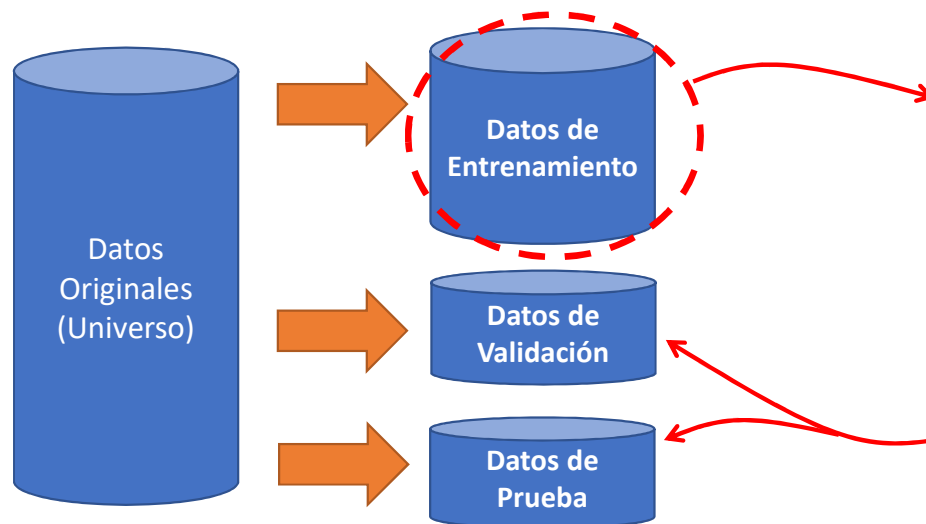 Datos
Originales
(Universo)
Datos de
Entrenamiento
Datos de
Validación
Datos de
Prueba